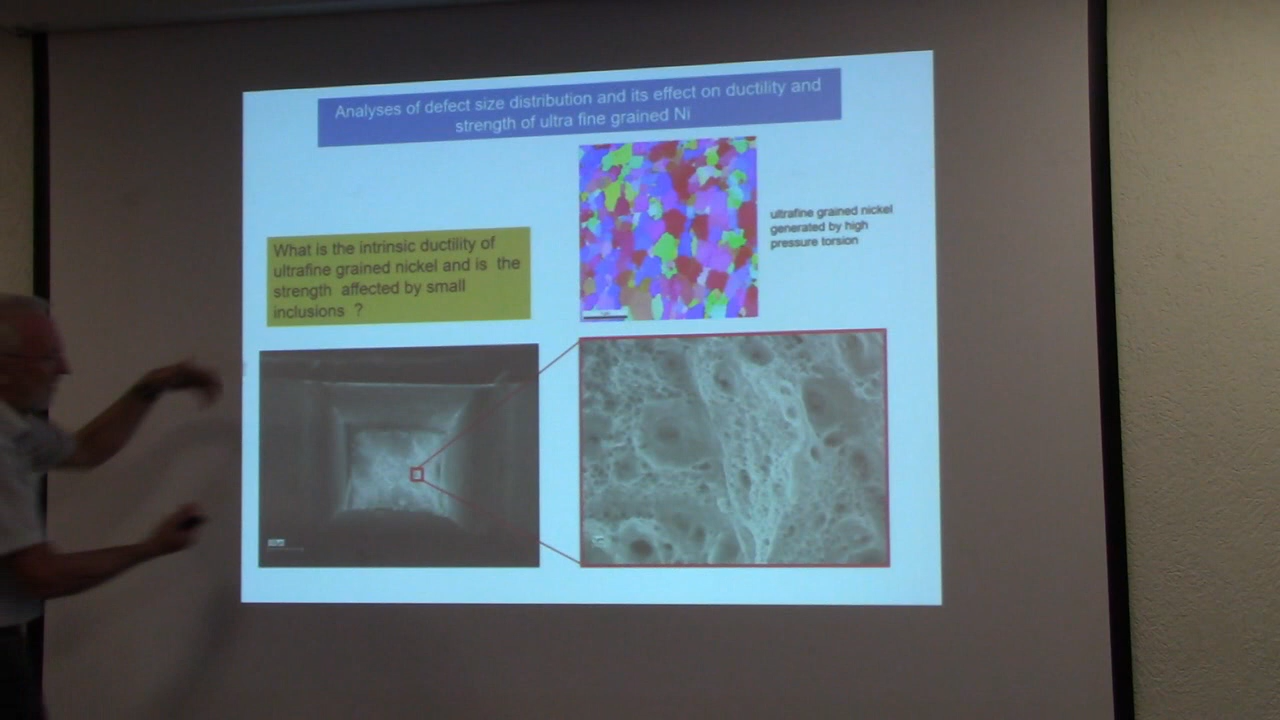 Analyses of defect size distribution and its effect on ductility and
strength of ultra fine grained Ni
ultrafine grained nickel
generated by high
pressure torsion
What is the intrinsic ductility of
ultrafine grained nickel and is the
strength affected by small
inclusions ?